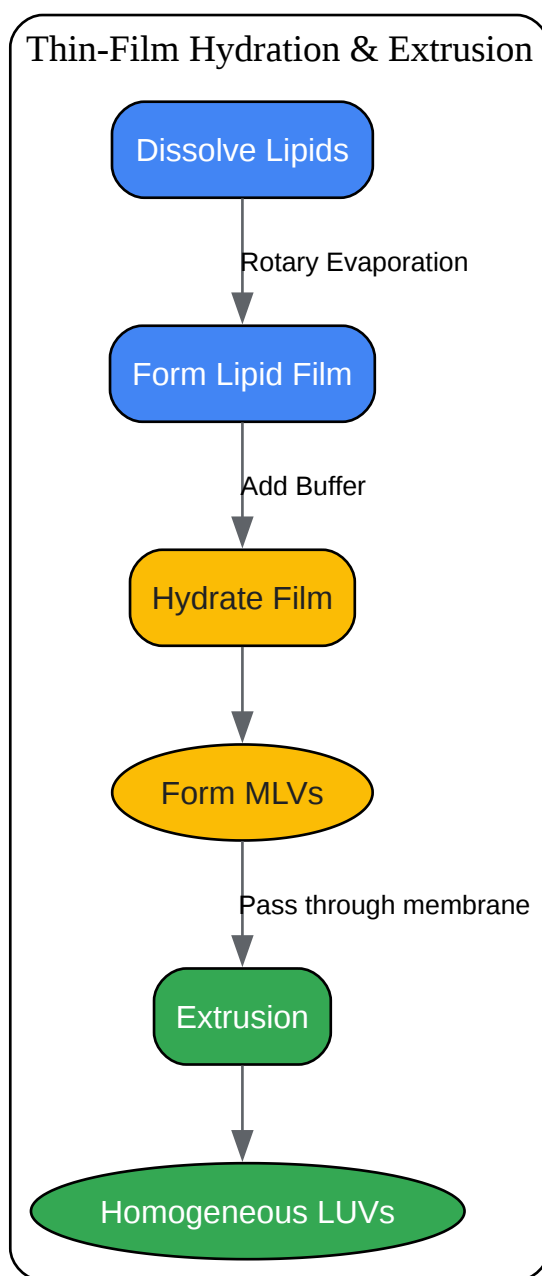 Thin-Film Hydration & Extrusion
Dissolve Lipids
Rotary Evaporation
Form Lipid Film
Add Buffer
Hydrate Film
Form MLVs
Pass through membrane
Extrusion
Homogeneous LUVs